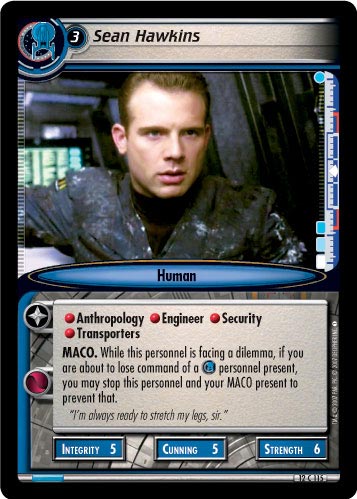 3 Sean Hawkins
Human
Anthropology Engineer Security
Transporters
MACO. While this personnel is facing a dilemma, if you
are about to lose command of a personnel present,
you may stop this personnel and your MACO present to
prevent that.
"I'm always ready to stretch my legs, sir."
INTEGRITY 5 CUNNING 5 STRENGTH 6
12 C 115